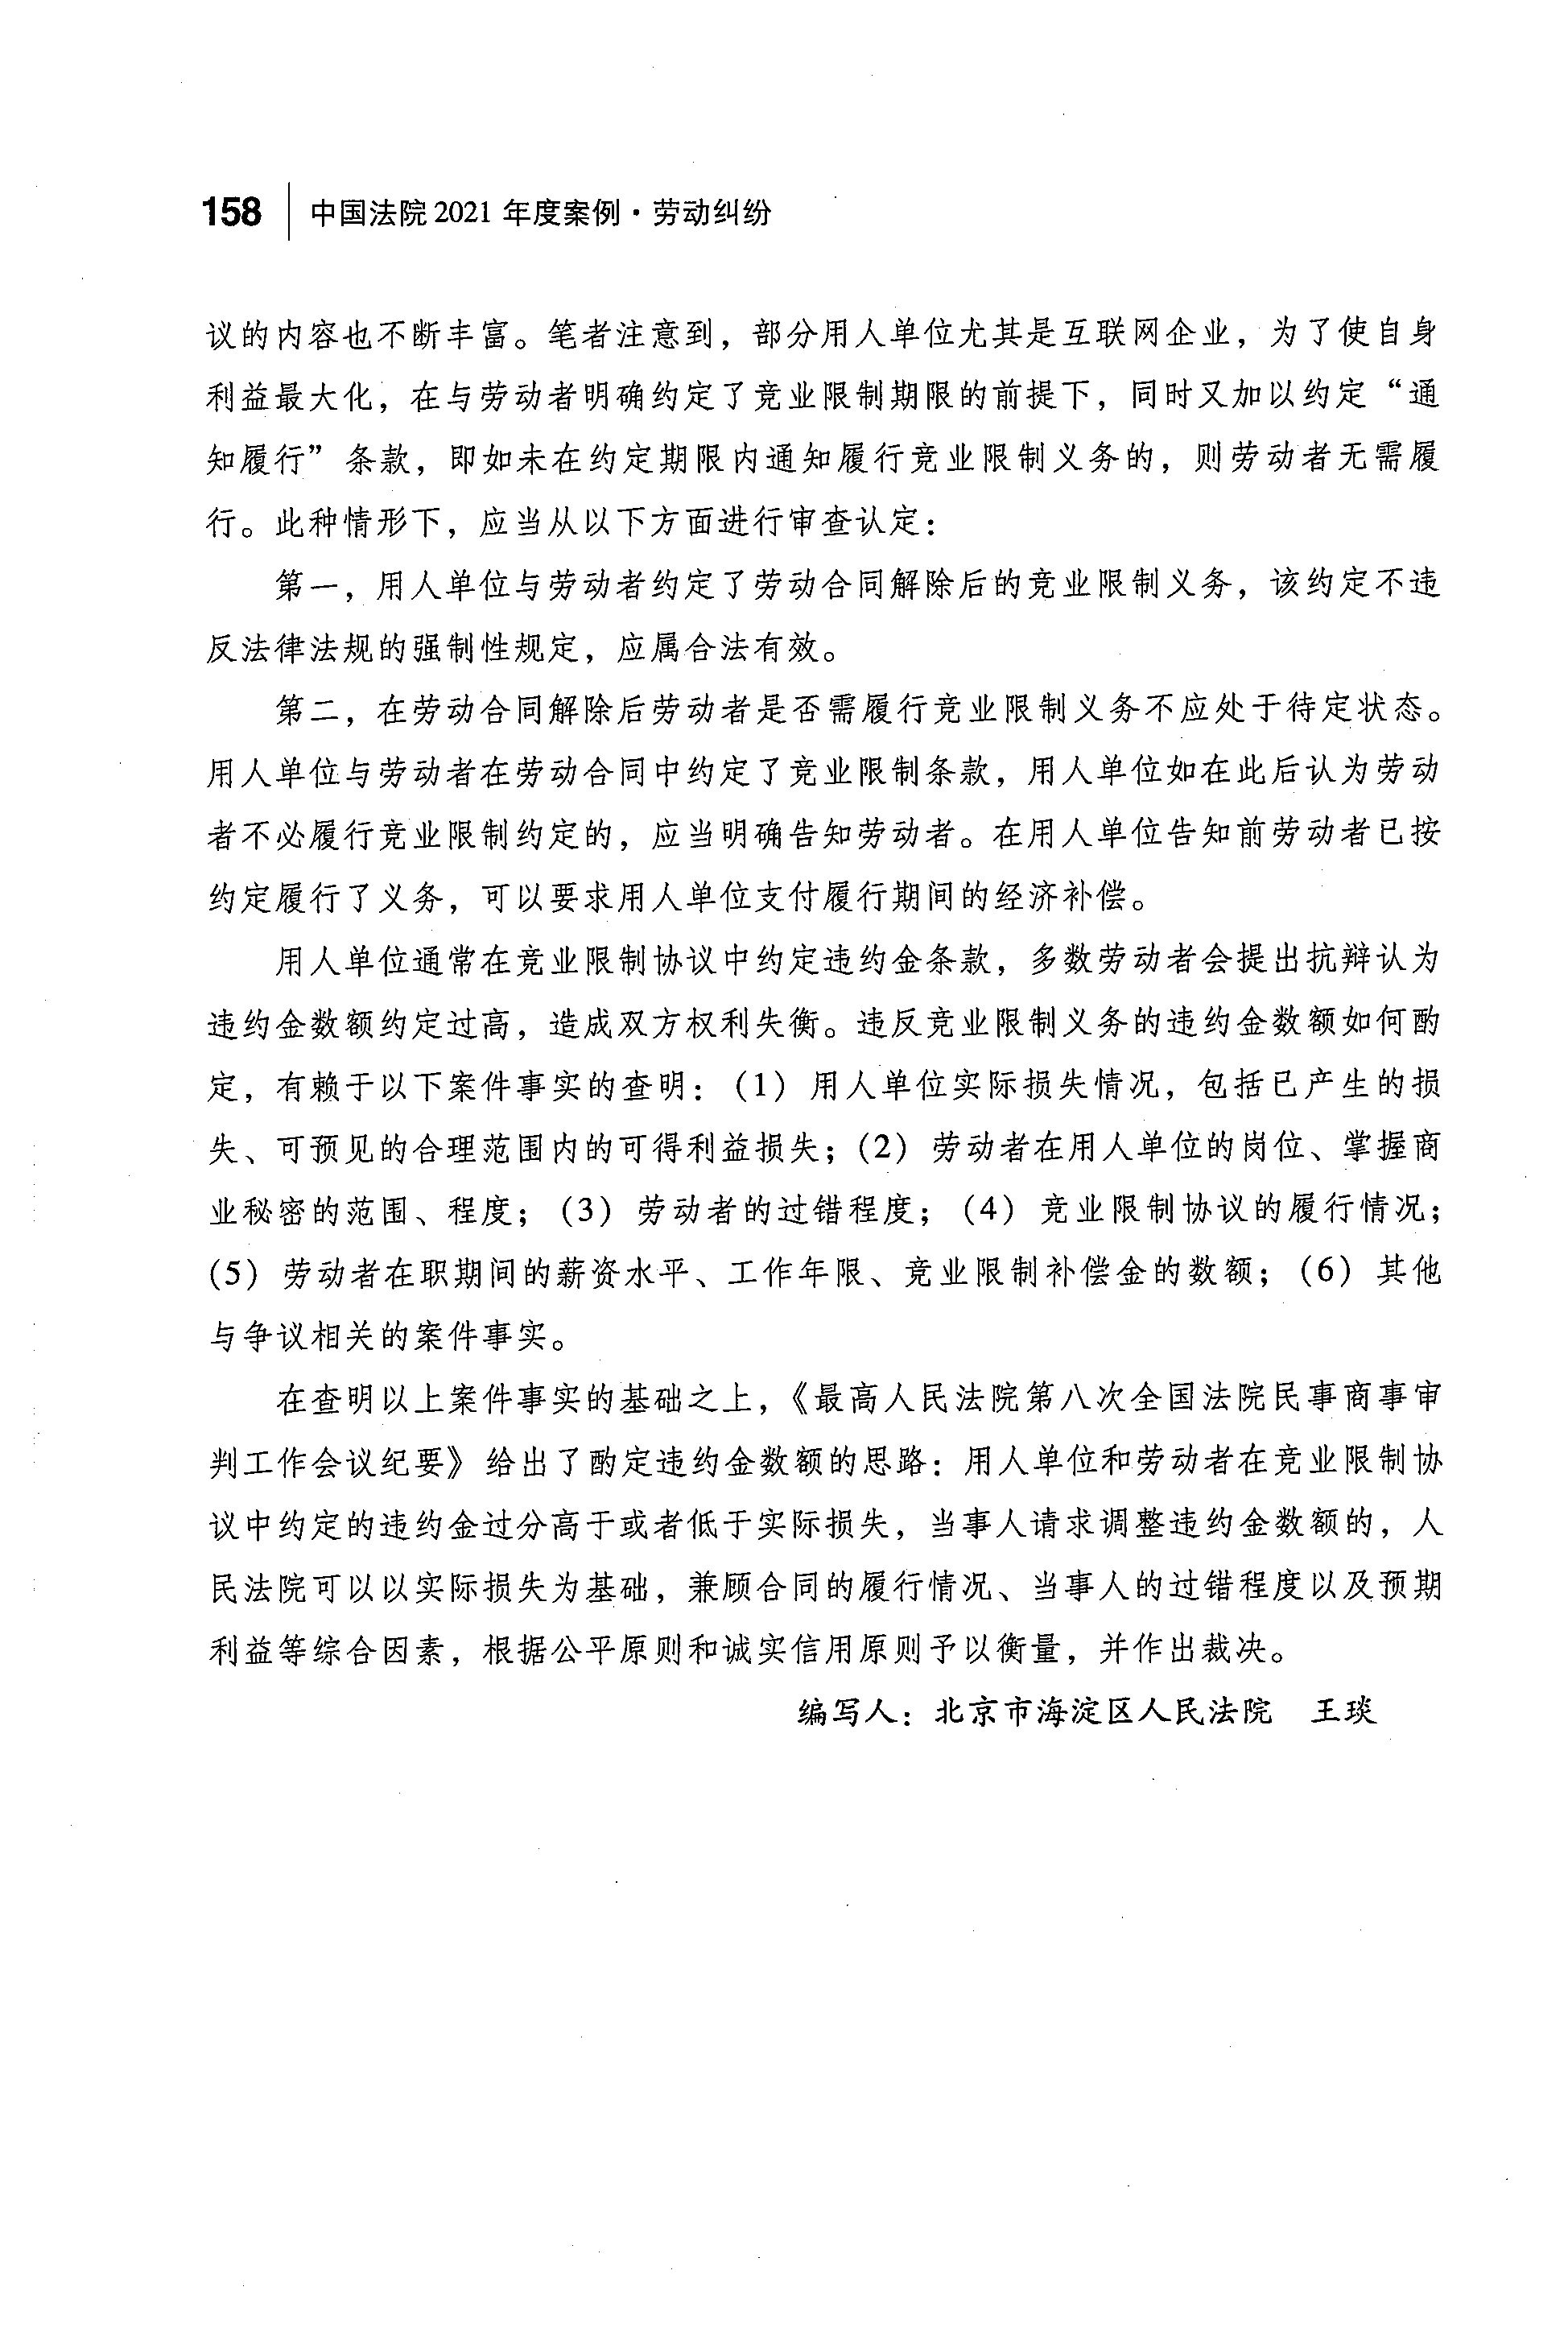 158 中国法院2021年度案例·劳动纠纷
议的内容也不断丰富。笔者注意到，部分用人单位尤其是互联网企业，为了使自身
利益最大化，在与劳动者明确约定了竞业限制期限的前提下，同时又加以约定“通
知履行”条款，即如未在约定期限内通知履行竞业限制义务的，则劳动者无需履
行。此种情形下，应当从以下方面进行审查认定：
第一，用人单位与劳动者约定了劳动合同解除后的竞业限制义务，该约定不违
反法律法规的强制性规定，应属合法有效。
第二，在劳动合同解除后劳动者是否需履行竞业限制义务不应处于待定状态。
用人单位与劳动者在劳动合同中约定了竞业限制条款，用人单位如在此后认为劳动
者不必履行竞业限制约定的，应当明确告知劳动者。在用人单位告知前劳动者已按
约定履行了义务，可以要求用人单位支付履行期间的经济补偿。
用人单位通常在竞业限制协议中约定违约金条款，多数劳动者会提出抗辩认为
违约金数额约定过高，造成双方权利失衡。违反竞业限制义务的违约金数额如何酌
定，有赖于以下案件事实的查明：（1）用人单位实际损失情况，包括已产生的损
失、可预见的合理范围内的可得利益损失；（2）劳动者在用人单位的岗位、掌握商
业秘密的范围、程度；（3）劳动者的过错程度；（4）竞业限制协议的履行情况；
（5）劳动者在职期间的薪资水平、工作年限、竞业限制补偿金的数额；（6）其他
与争议相关的案件事实。
在查明以上案件事实的基础之上，《最高人民法院第八次全国法院民事商事审
判工作会议纪要》给出了酌定违约金数额的思路：用人单位和劳动者在竞业限制协
议中约定的违约金过分高于或者低于实际损失，当事人请求调整违约金数额的，人
民法院可以以实际损失为基础，兼顾合同的履行情况、当事人的过错程度以及预期
利益等综合因素，根据公平原则和诚实信用原则予以衡量，并作出裁决。
编写人：北京市海淀区人民法院　王琰